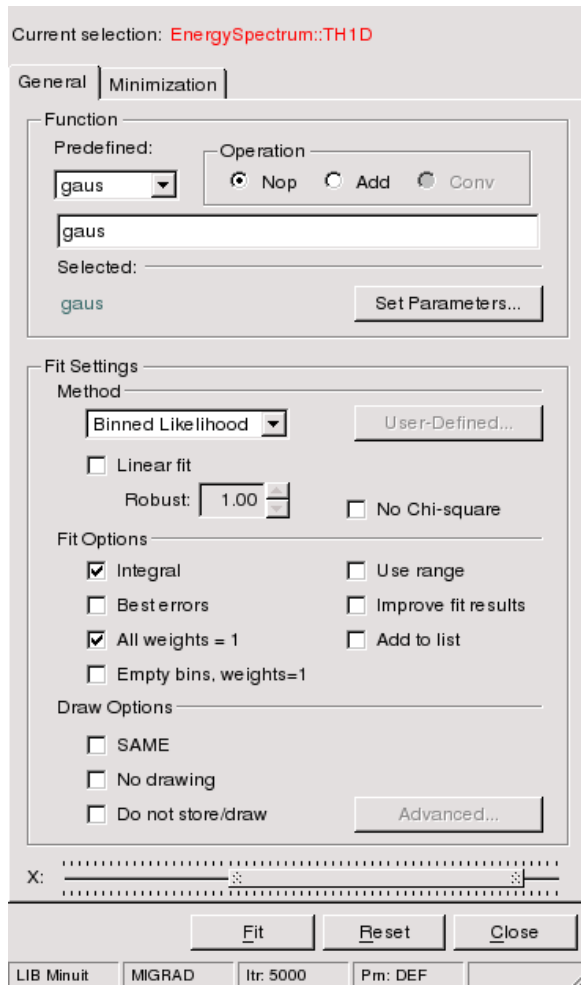 Current selection: EnergySpectrum::TH1D
General Minimization
Function
Predefined: Operation
gaus Nop Add Conv
gaus
Selected:
gaus Set Parameters...
Fit Settings
Method
Binned Likelihood User-Defined...
Linear fit
Robust: 1.00 No Chi-square
Fit Options
Integral Use range
Best errors Improve fit results
All weights = 1 Add to list
Empty bins, weights=1
Draw Options
SAME
No drawing
Do not store/draw Advanced...
X:
Fit Reset Close
LIB Minuit MIGRAD Itr: 5000 Prn: DEF